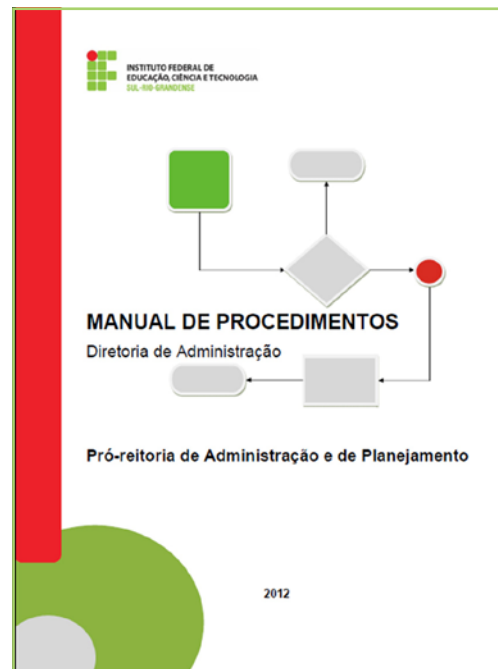 INSTITUTO FEDERAL DE
EDUCAÇÃO, CIÊNCIA E TECNOLOGIA
SUL-RIO-GRANDENSE
MANUAL DE PROCEDIMENTOS
Diretoria de Administração
Pró-reitoria de Administração e de Planejamento
2012